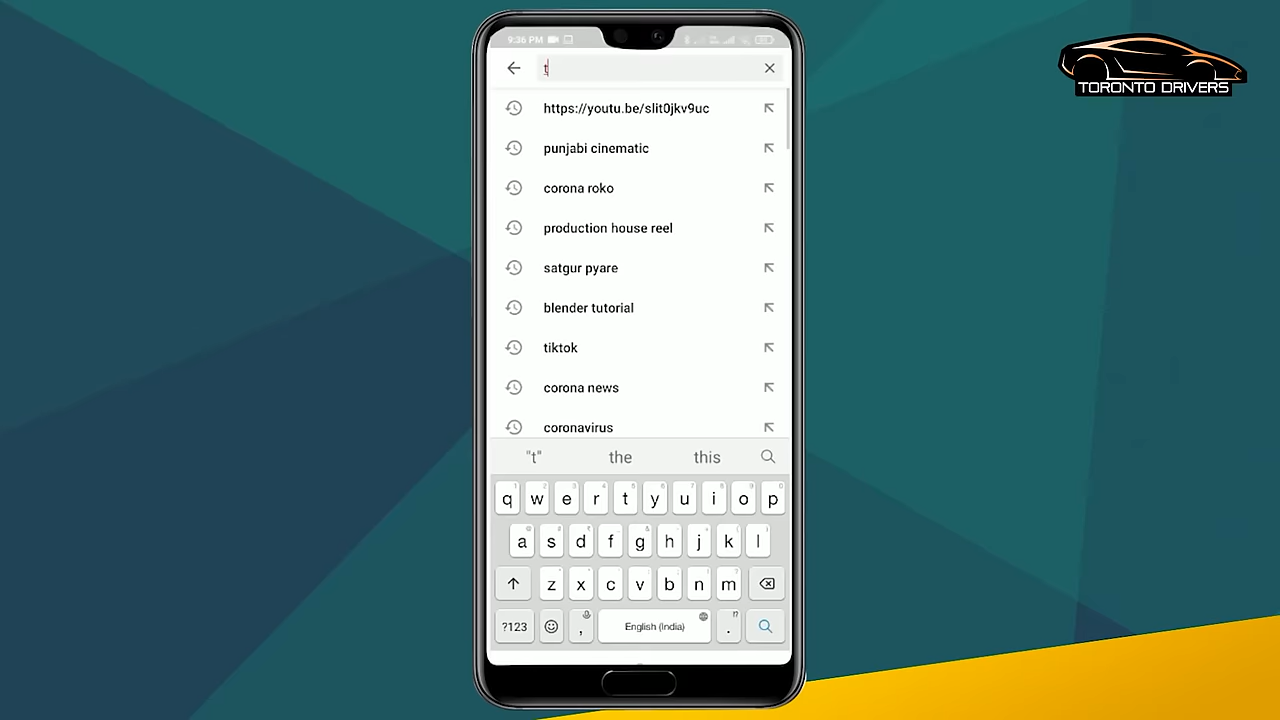 9:36 PM
TORONTO DRIVERS
t
https://youtu.be/slit0jkv9uc
punjabi cinematic
corona roko
production house reel
satgur pyare
blender tutorial
tiktok
corona news
coronavirus
"t" the this
q w e r t y u i o p
a s d f g h j k l
z x c v b n m
?123 , English (India) .